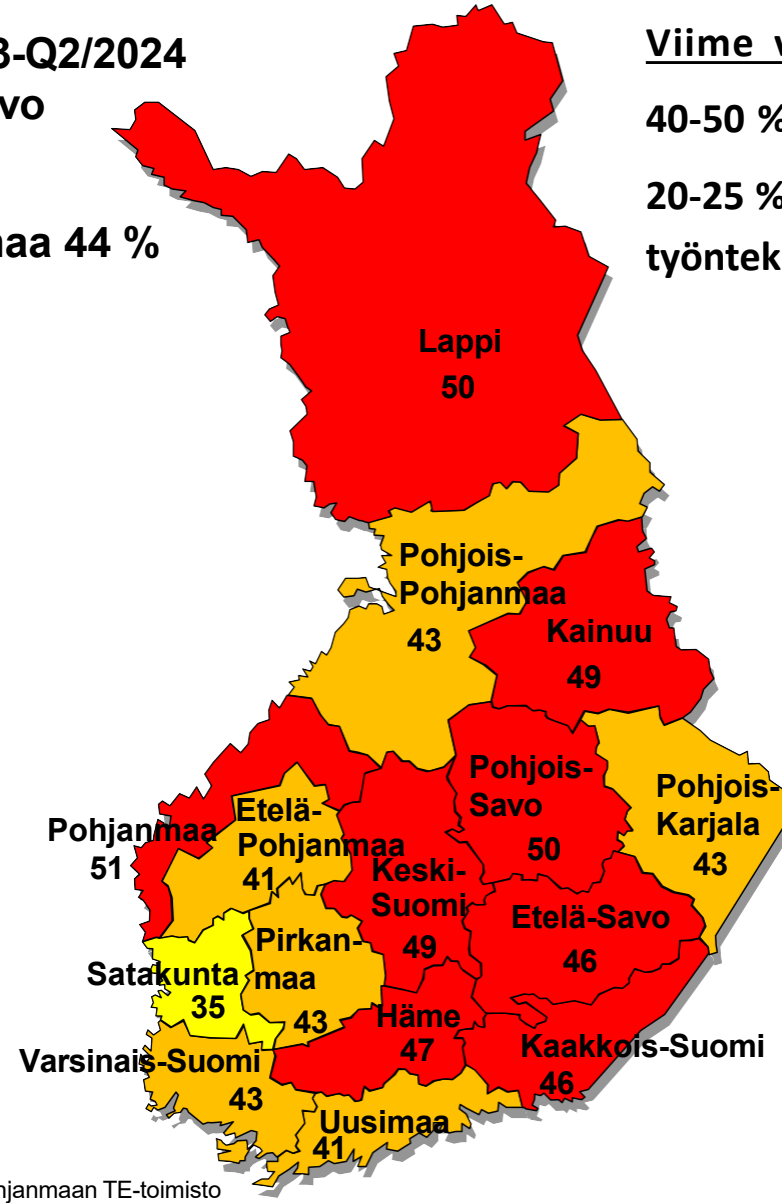 3-Q2/2024
vo
naa 44 %
Viime v
40-50 %
20-25 %
työntek
Lappi
50
Pohjois-
Pohjanmaa
43
Kainuu
49
Pohjois-
Savo
50
Pohjois-
Karjala
43
Pohjanmaa
51
Etelä-
Pohjanmaa
41
Keski-
Suomi
49
Etelä-Savo
46
Pirkan-
maa
43
Satakunta
35
Häme
47
Kaakkois-Suomi
46
Varsinais-Suomi
43
Uusimaa
41
hjanmaan TE-toimisto